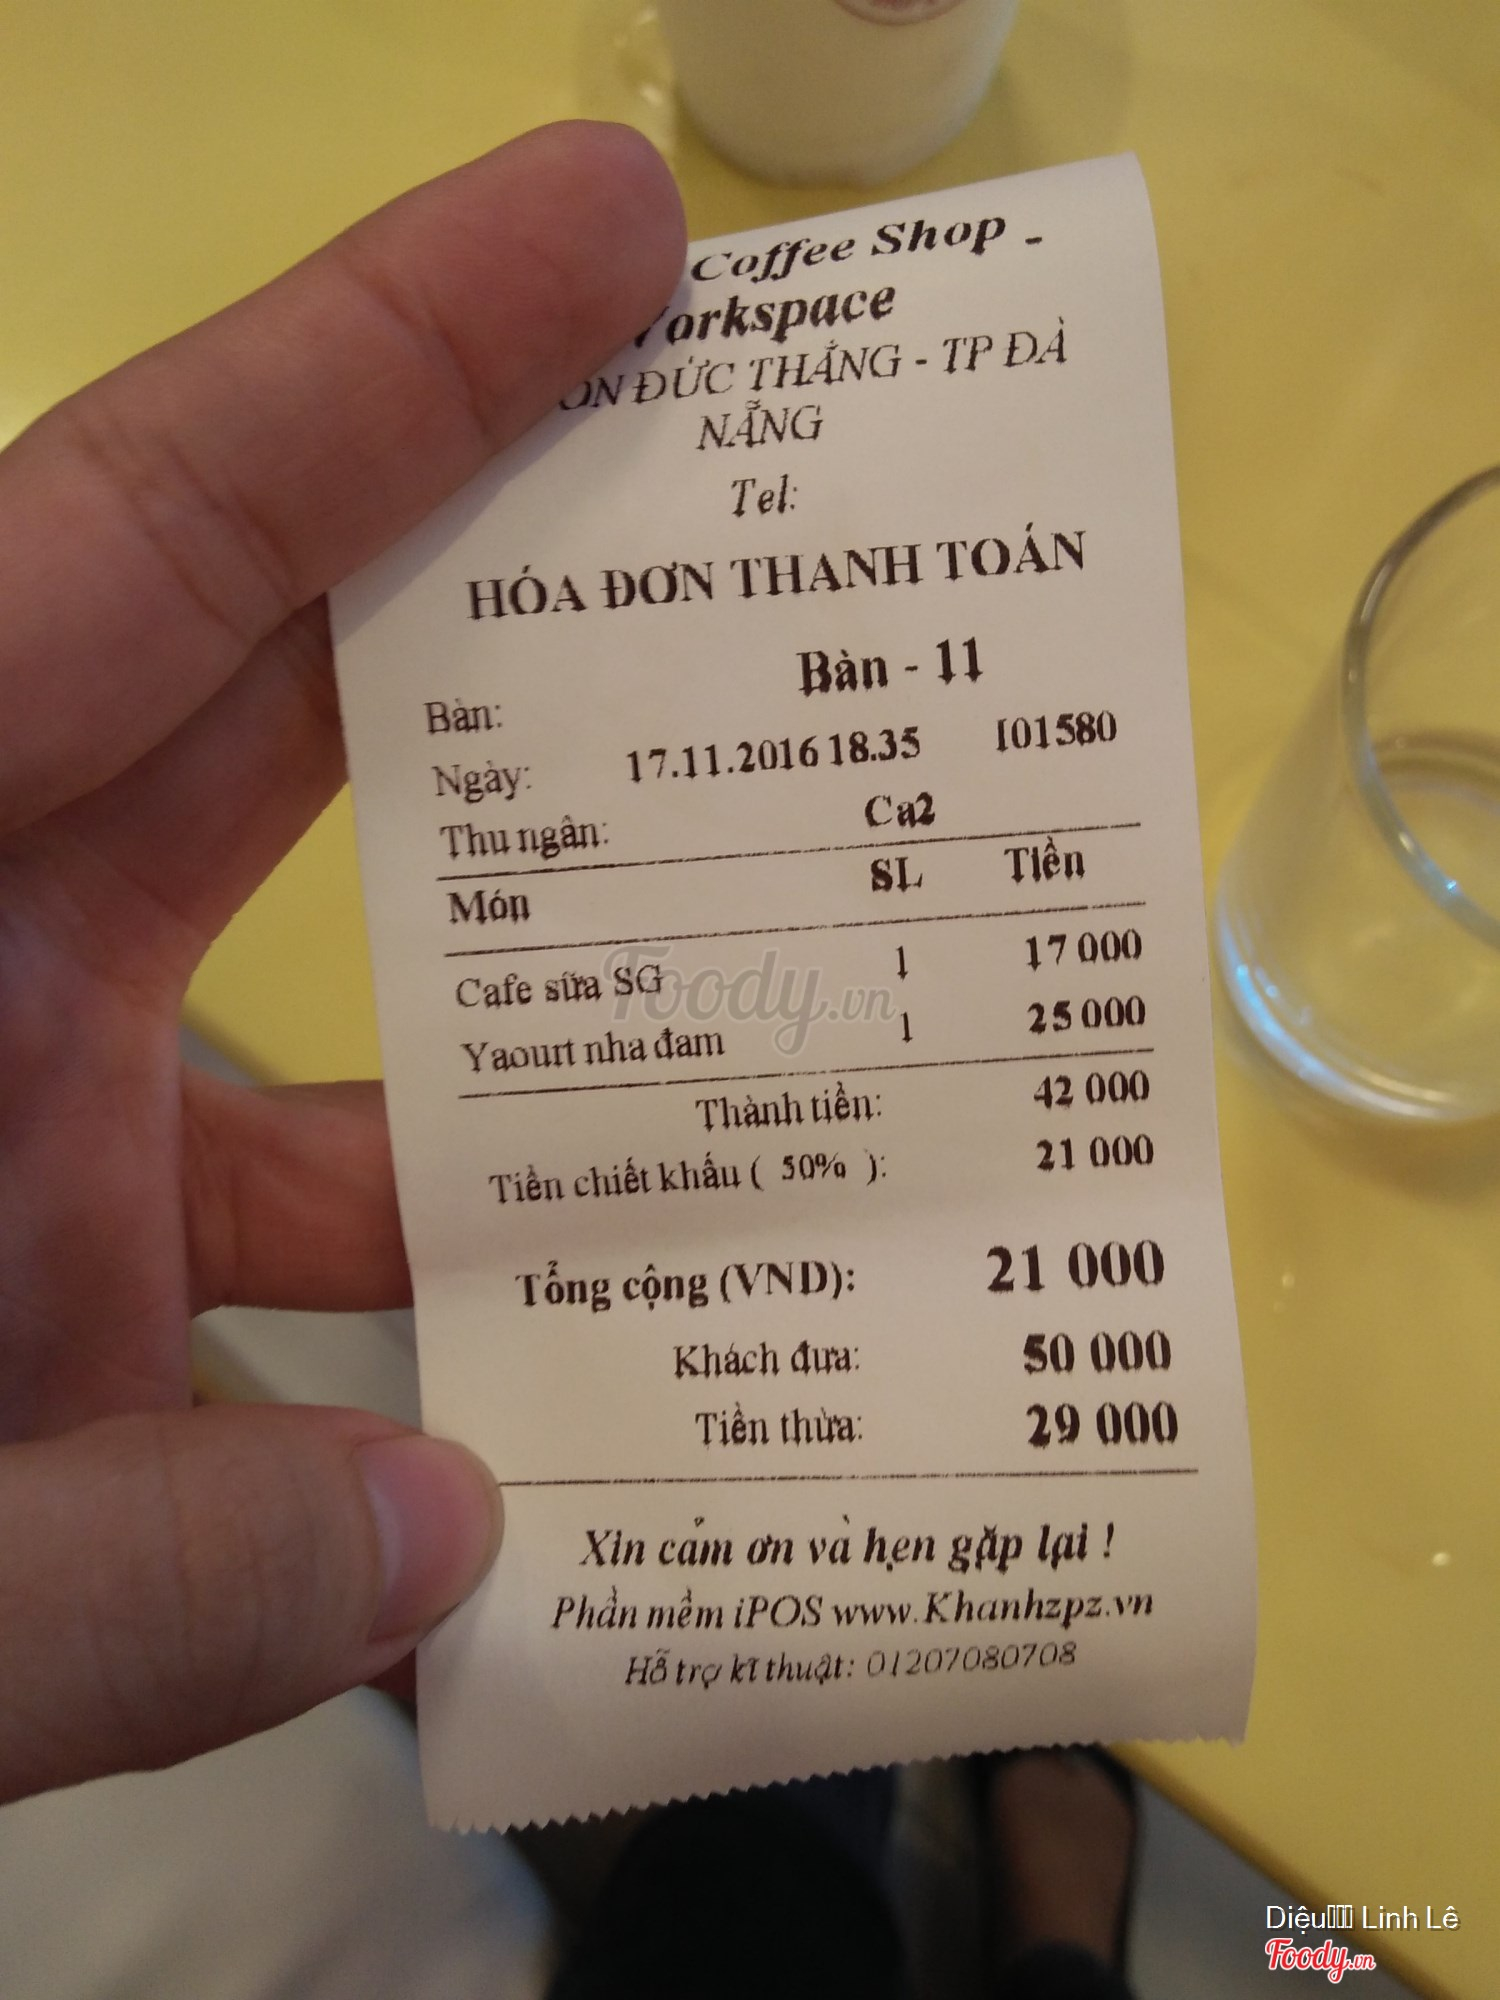 Coffee Shop -
Workspace
ĐỨC THẮNG - TP ĐÀ
NẴNG
Tel:
HÓA ĐƠN THANH TOÁN
Bàn: Bàn - 11
Ngày: 17.11.2016 18.35 I01580
Thu ngân: Ca2
Món SL Tiền
Cafe sữa SG 1 17 000
Yaourt nha đam 1 25 000
Thành tiền: 42 000
Tiền chiết khấu ( 50% ): 21 000
Tổng cộng (VND): 21 000
Khách đưa: 50 000
Tiền thừa: 29 000
Xin cảm ơn và hẹn gặp lại !
Phần mềm iPOS www.Khanhzpz.vn
Hỗ trợ kĩ thuật: 01207080708
Foody.vn
Linh Lê
Foody.vn